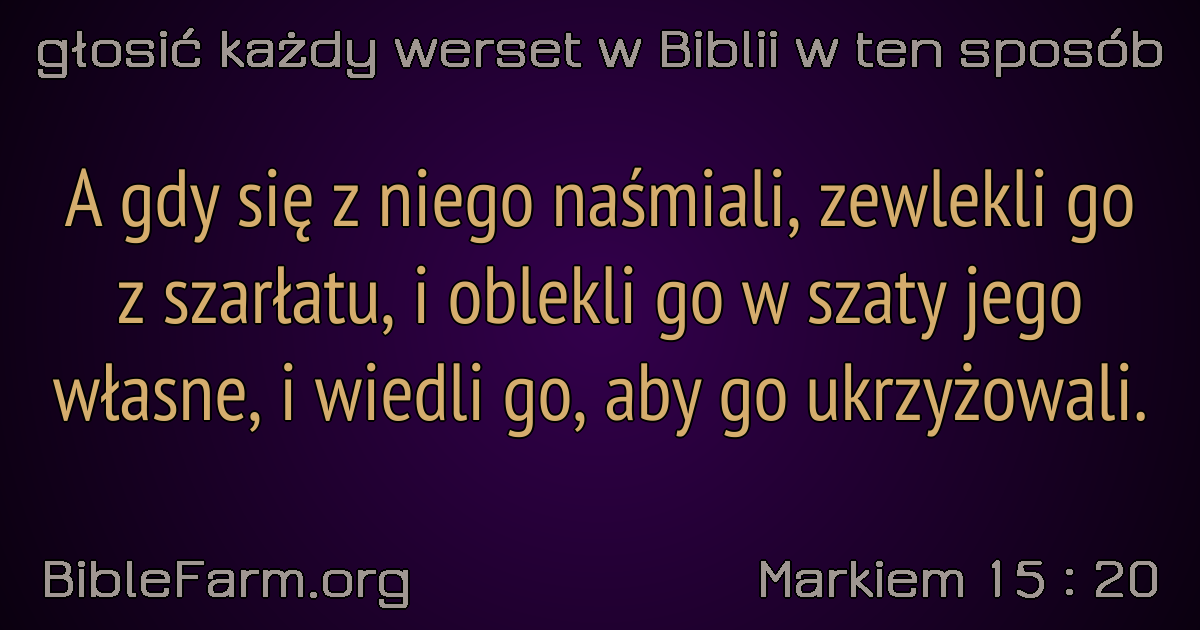 głosić każdy werset w Biblii w ten sposób
A gdy się z niego naśmiali, zewlekli go
z szarłatu, i oblekli go w szaty jego
własne, i wiedli go, aby go ukrzyżowali.
BibleFarm.org
Markiem 15 : 20